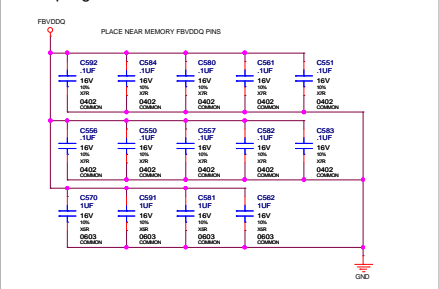 FBVDDQ
PLACE NEAR MEMORY FBVDDQ PINS
C592 C584 C580 C561 C551
.1UF .1UF .1UF .1UF .1UF
16V 16V 16V 16V 16V
10% 10% 10% 10% 10%
X7R X7R X7R X7R X7R
0402 0402 0402 0402 0402
COMMON COMMON COMMON COMMON COMMON
C556 C550 C557 C582 C583
.1UF .1UF .1UF .1UF .1UF
16V 16V 16V 16V 16V
10% 10% 10% 10% 10%
X7R X7R X7R X7R X7R
0402 0402 0402 0402 0402
COMMON COMMON COMMON COMMON COMMON
C570 C591 C581 C562
1UF 1UF 1UF 1UF
16V 16V 16V 16V
10% 10% 10% 10%
X5R X5R X5R X5R
0603 0603 0603 0603
COMMON COMMON COMMON COMMON
GND